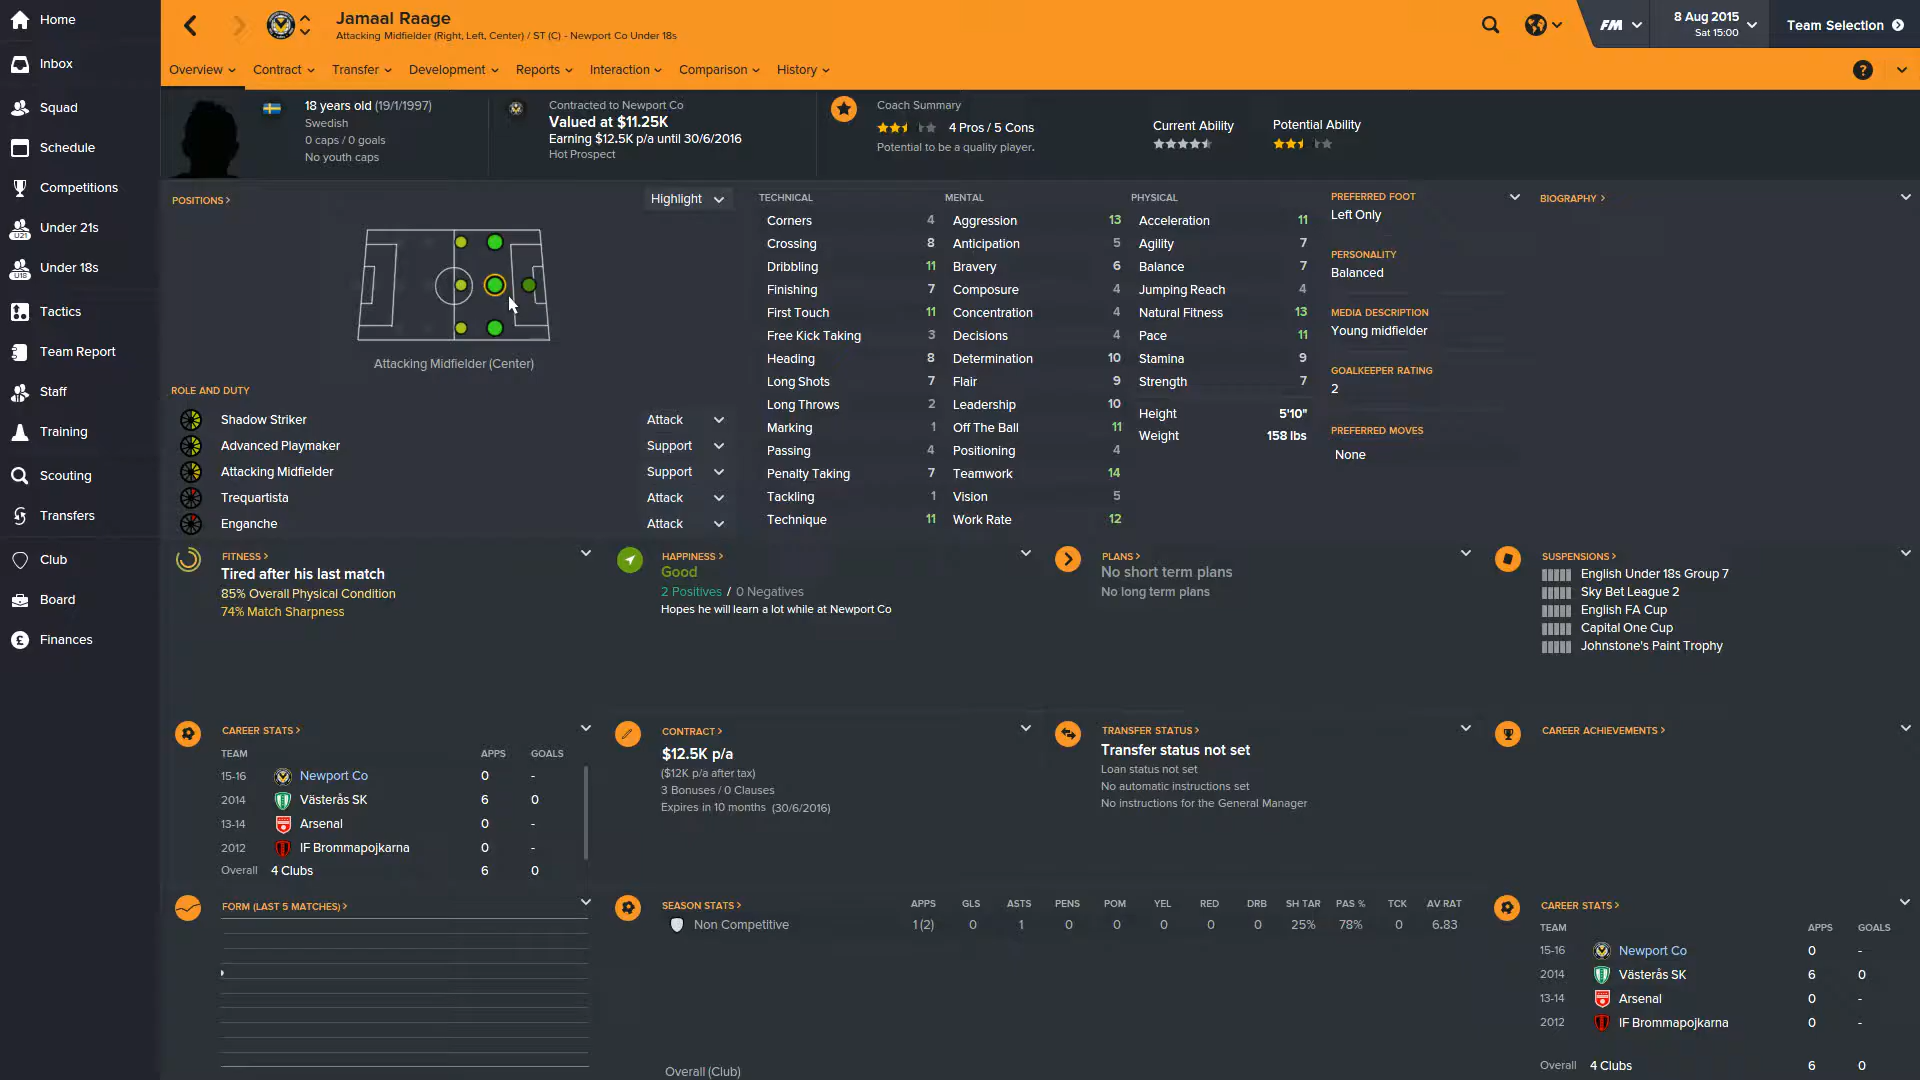 Home
Inbox
Squad
Schedule
Competitions
Under 21s
Under 18s
Tactics
Team Report
Staff
Training
Scouting
Transfers
Club
Board
Finances
U21
U18
Jamaal Raage
Attacking Midfielder (Right, Left, Center) / ST (C) - Newport Co Under 18s
FM
8 Aug 2015
Sat 15:00
Team Selection
Overview Contract Transfer Development Reports Interaction Comparison History
?
18 years old (19/1/1997)
Swedish
0 caps / 0 goals
No youth caps
Contracted to Newport Co
Valued at $11.25K
Earning $12.5K p/a until 30/6/2016
Hot Prospect
Coach Summary
4 Pros / 5 Cons
Potential to be a quality player.
Current Ability
Potential Ability
POSITIONS >
Highlight
Attacking Midfielder (Center)
ROLE AND DUTY
Shadow Striker Attack
Advanced Playmaker Support
Attacking Midfielder Support
Trequartista Attack
Enganche Attack
TECHNICAL
Corners 4
Crossing 8
Dribbling 11
Finishing 7
First Touch 11
Free Kick Taking 3
Heading 8
Long Shots 7
Long Throws 2
Marking 1
Passing 4
Penalty Taking 7
Tackling 1
Technique 11
MENTAL
Aggression 13
Anticipation 5
Bravery 6
Composure 4
Concentration 4
Decisions 4
Determination 10
Flair 9
Leadership 10
Off The Ball 11
Positioning 4
Teamwork 14
Vision 5
Work Rate 12
PHYSICAL
Acceleration 11
Agility 7
Balance 7
Jumping Reach 4
Natural Fitness 13
Pace 11
Stamina 9
Strength 7
Height 5'10"
Weight 158 lbs
PREFERRED FOOT
Left Only
PERSONALITY
Balanced
MEDIA DESCRIPTION
Young midfielder
GOALKEEPER RATING
2
PREFERRED MOVES
None
BIOGRAPHY >
FITNESS >
Tired after his last match
85% Overall Physical Condition
74% Match Sharpness
HAPPINESS >
Good
2 Positives / 0 Negatives
Hopes he will learn a lot while at Newport Co
PLANS >
No short term plans
No long term plans
SUSPENSIONS >
English Under 18s Group 7
Sky Bet League 2
English FA Cup
Capital One Cup
Johnstone's Paint Trophy
CAREER STATS >
TEAM APPS GOALS
15-16 Newport Co 0 -
2014 Västerås SK 6 0
13-14 Arsenal 0 -
2012 IF Brommapojkarna 0 -
Overall 4 Clubs 6 0
CONTRACT >
$12.5K p/a
($12K p/a after tax)
3 Bonuses / 0 Clauses
Expires in 10 months (30/6/2016)
TRANSFER STATUS >
Transfer status not set
Loan status not set
No automatic instructions set
No instructions for the General Manager
CAREER ACHIEVEMENTS >
FORM (LAST 5 MATCHES) >
SEASON STATS > APPS GLS ASTS PENS POM YEL RED DRB SH TAR PAS % TCK AV RAT
Non Competitive 1 (2) 0 1 0 0 0 0 0 25% 78% 0 6.83
Overall (Club)
CAREER STATS >
TEAM APPS GOALS
15-16 Newport Co 0 -
2014 Västerås SK 6 0
13-14 Arsenal 0 -
2012 IF Brommapojkarna 0 -
Overall 4 Clubs 6 0